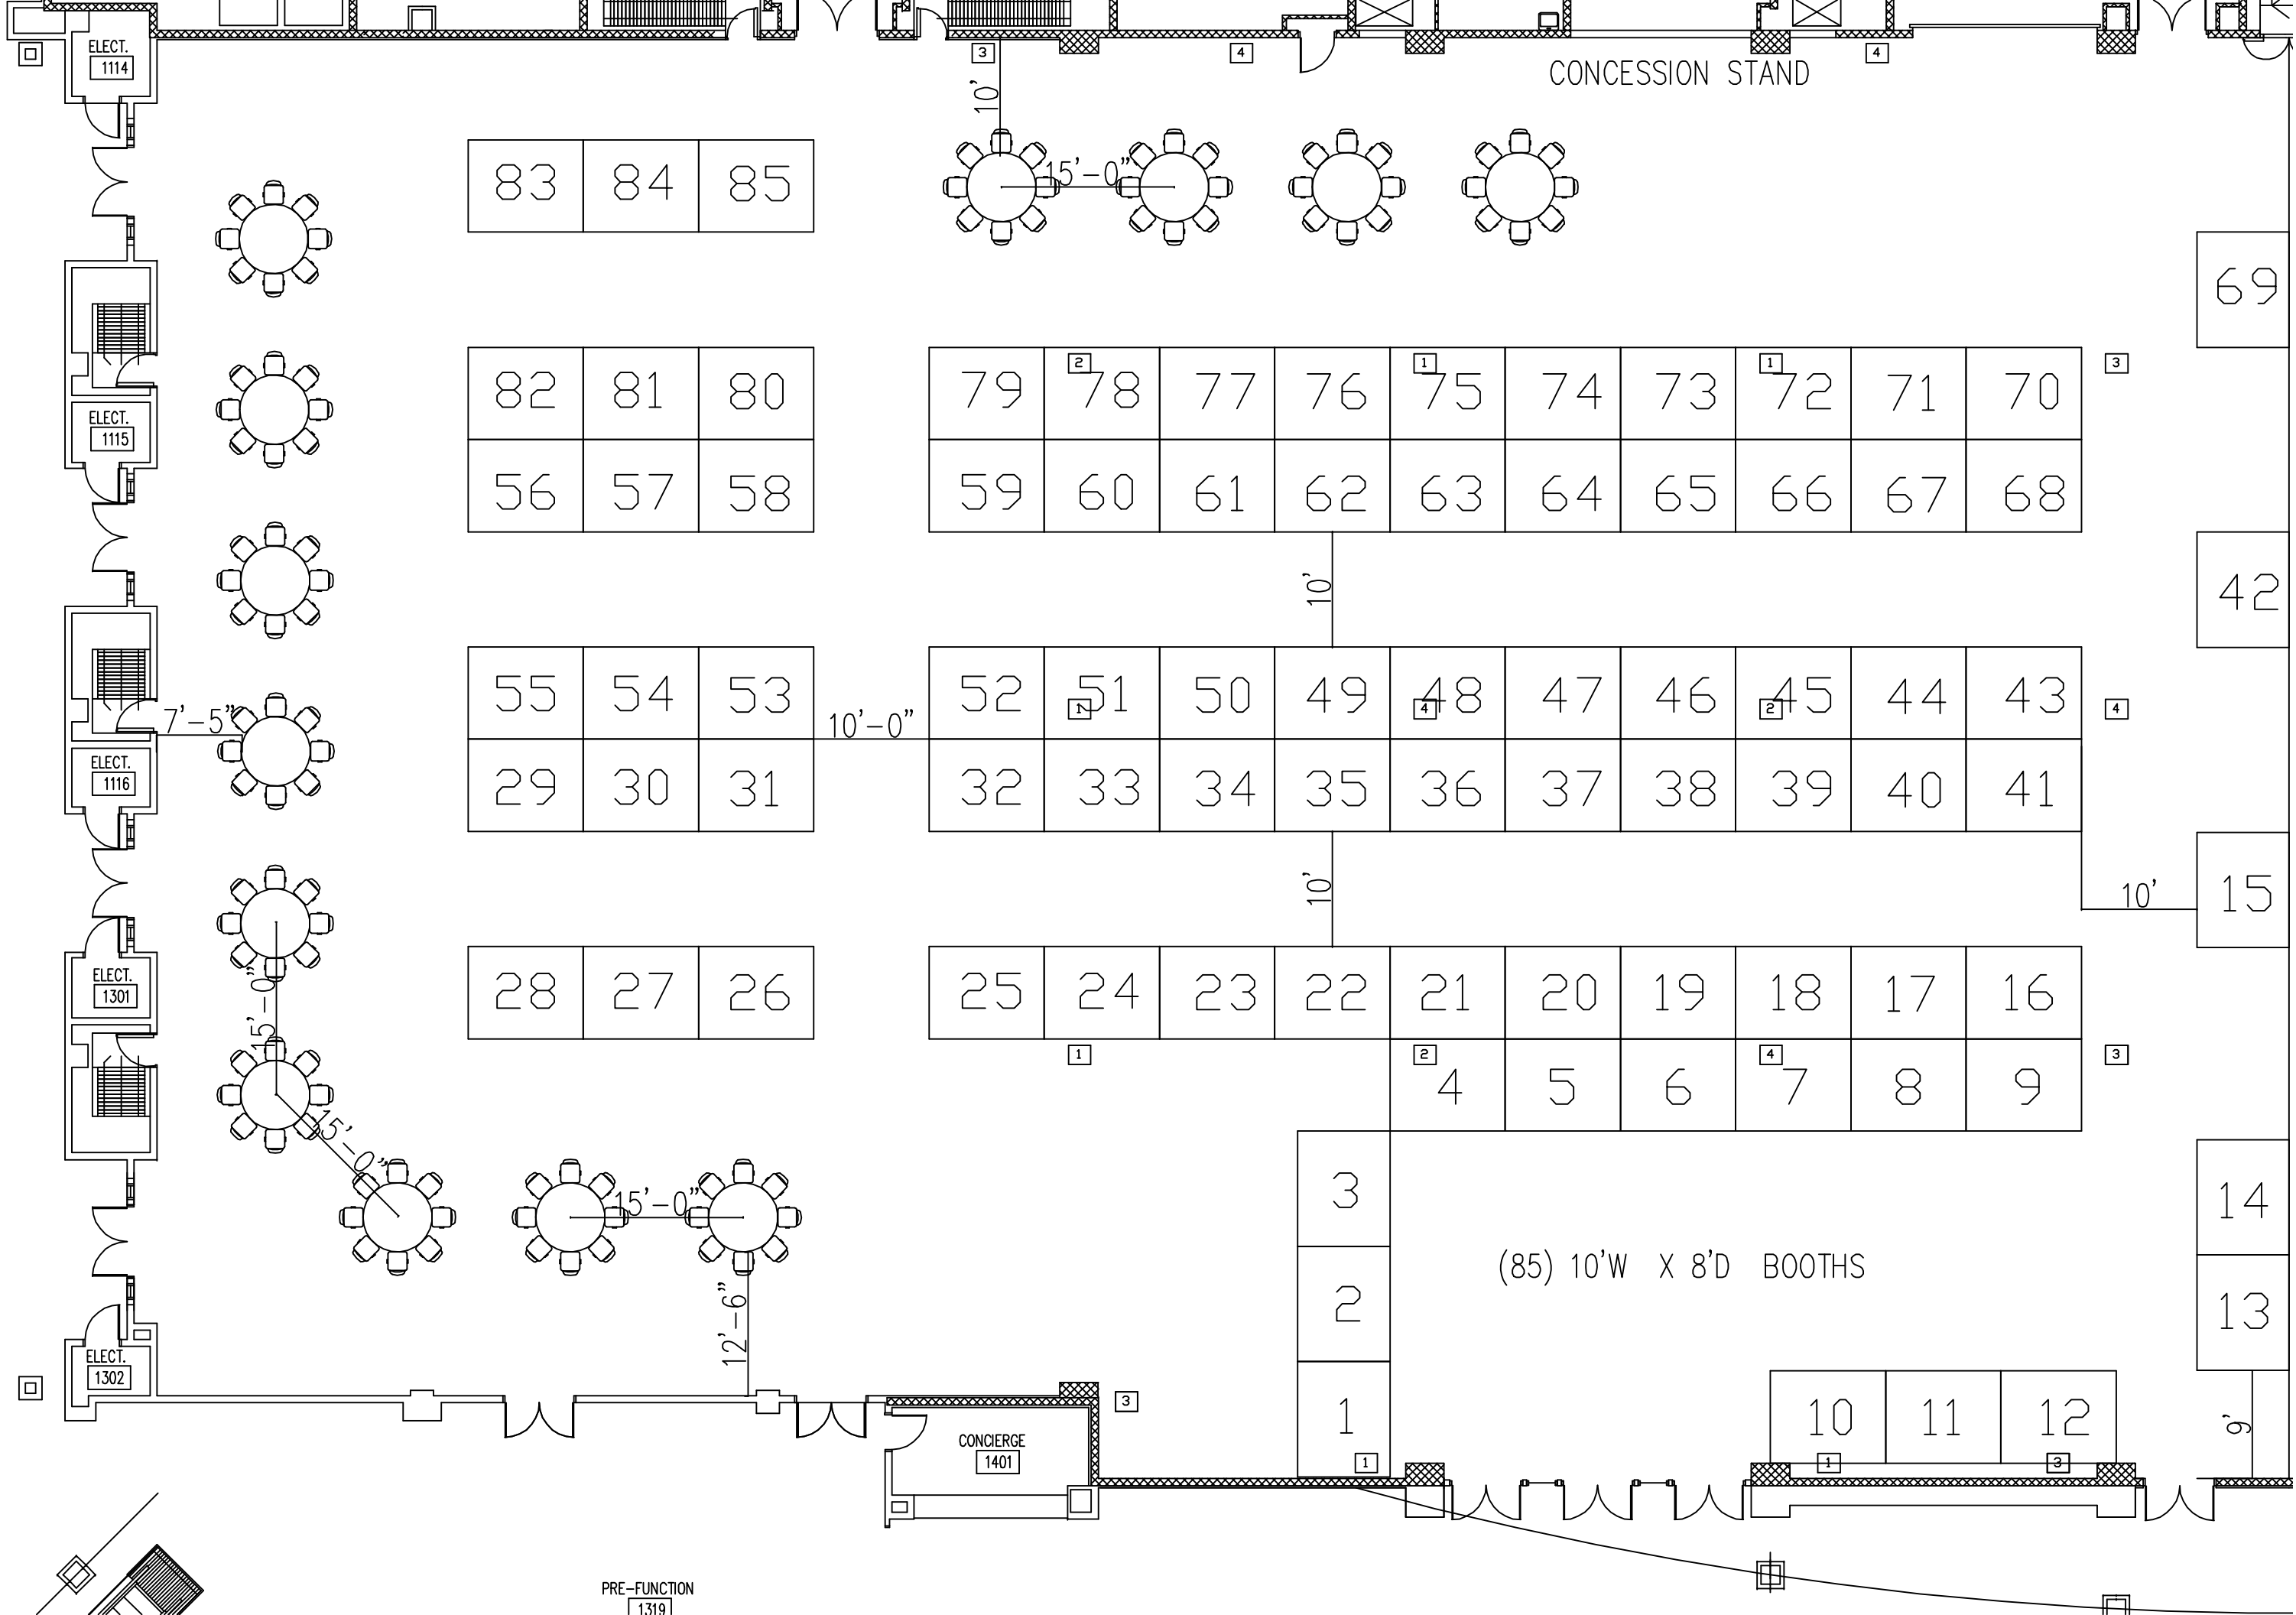 ELECT.
1114
3
4
4
CONCESSION STAND
10'
15'-0"
83 84 85
69
82 81 80 79 78 77 76 75 74 73 72 71 70
2
1
1
3
ELECT.
1115
56 57 58 59 60 61 62 63 64 65 66 67 68
10'
42
55 54 53 52 51 50 49 48 47 46 45 44 43
1
4
2
4
7'-5"
10'-0"
ELECT.
1116
29 30 31 32 33 34 35 36 37 38 39 40 41
10'
10'
15
ELECT.
1301
28 27 26 25 24 23 22 21 20 19 18 17 16
15'-0"
1
2
4
3
4 5 6 7 8 9
15'-0"
15'-0"
3
14
(85) 10'W X 8'D BOOTHS
2
13
12'-6"
ELECT.
1302
3
1
10 11 12
9'
CONCIERGE
1401
1
1
3
PRE-FUNCTION
1319